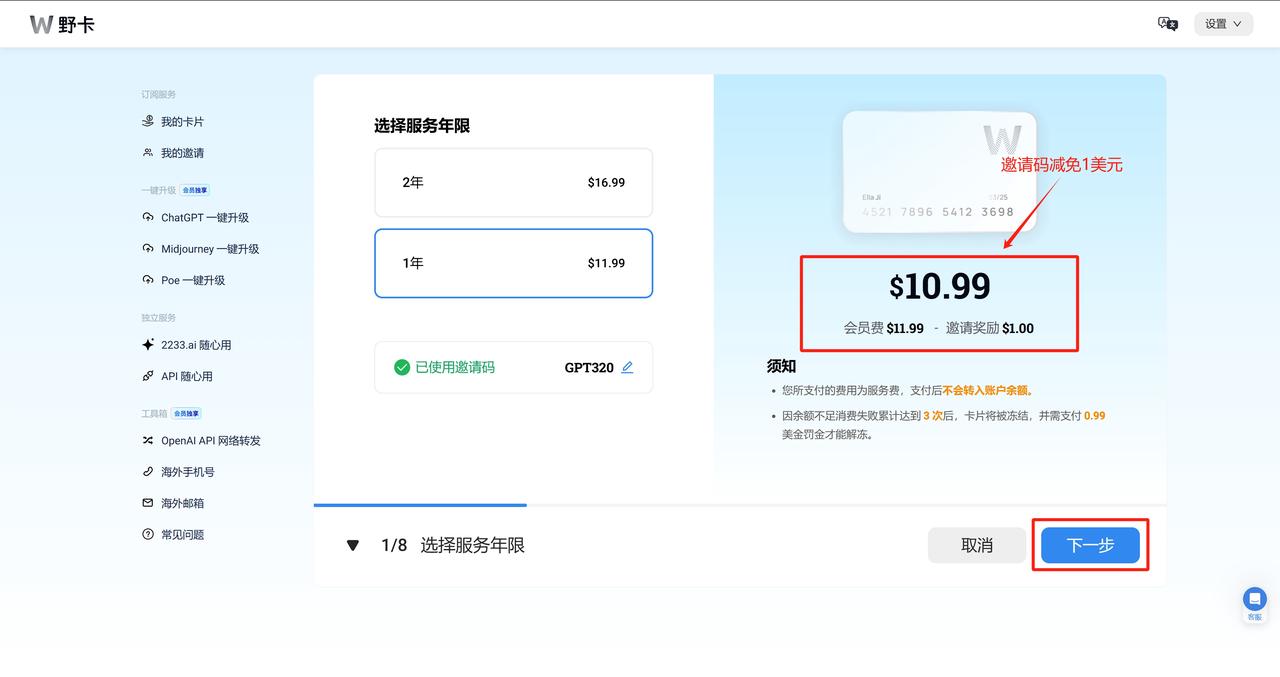 W 野卡
设置
订阅服务
我的卡片
我的邀请
一键升级 会员独享
ChatGPT 一键升级
Midjourney 一键升级
Poe 一键升级
独立服务
2233.ai 随心用
API 随心用
工具箱 会员独享
OpenAI API 网络转发
海外手机号
海外邮箱
常见问题
选择服务年限
2年 $16.99
1年 $11.99
已使用邀请码 GPT320
W
邀请码减免1美元
Ella Ji
4521 7896 5412 3698
$10.99
会员费 $11.99 - 邀请奖励 $1.00
须知
• 您所支付的费用为服务费，支付后不会转入账户余额。
• 因余额不足消费失败累计达到 3 次后，卡片将被冻结，并需支付 0.99
美金罚金才能解冻。
1/8 选择服务年限
取消
下一步
客服